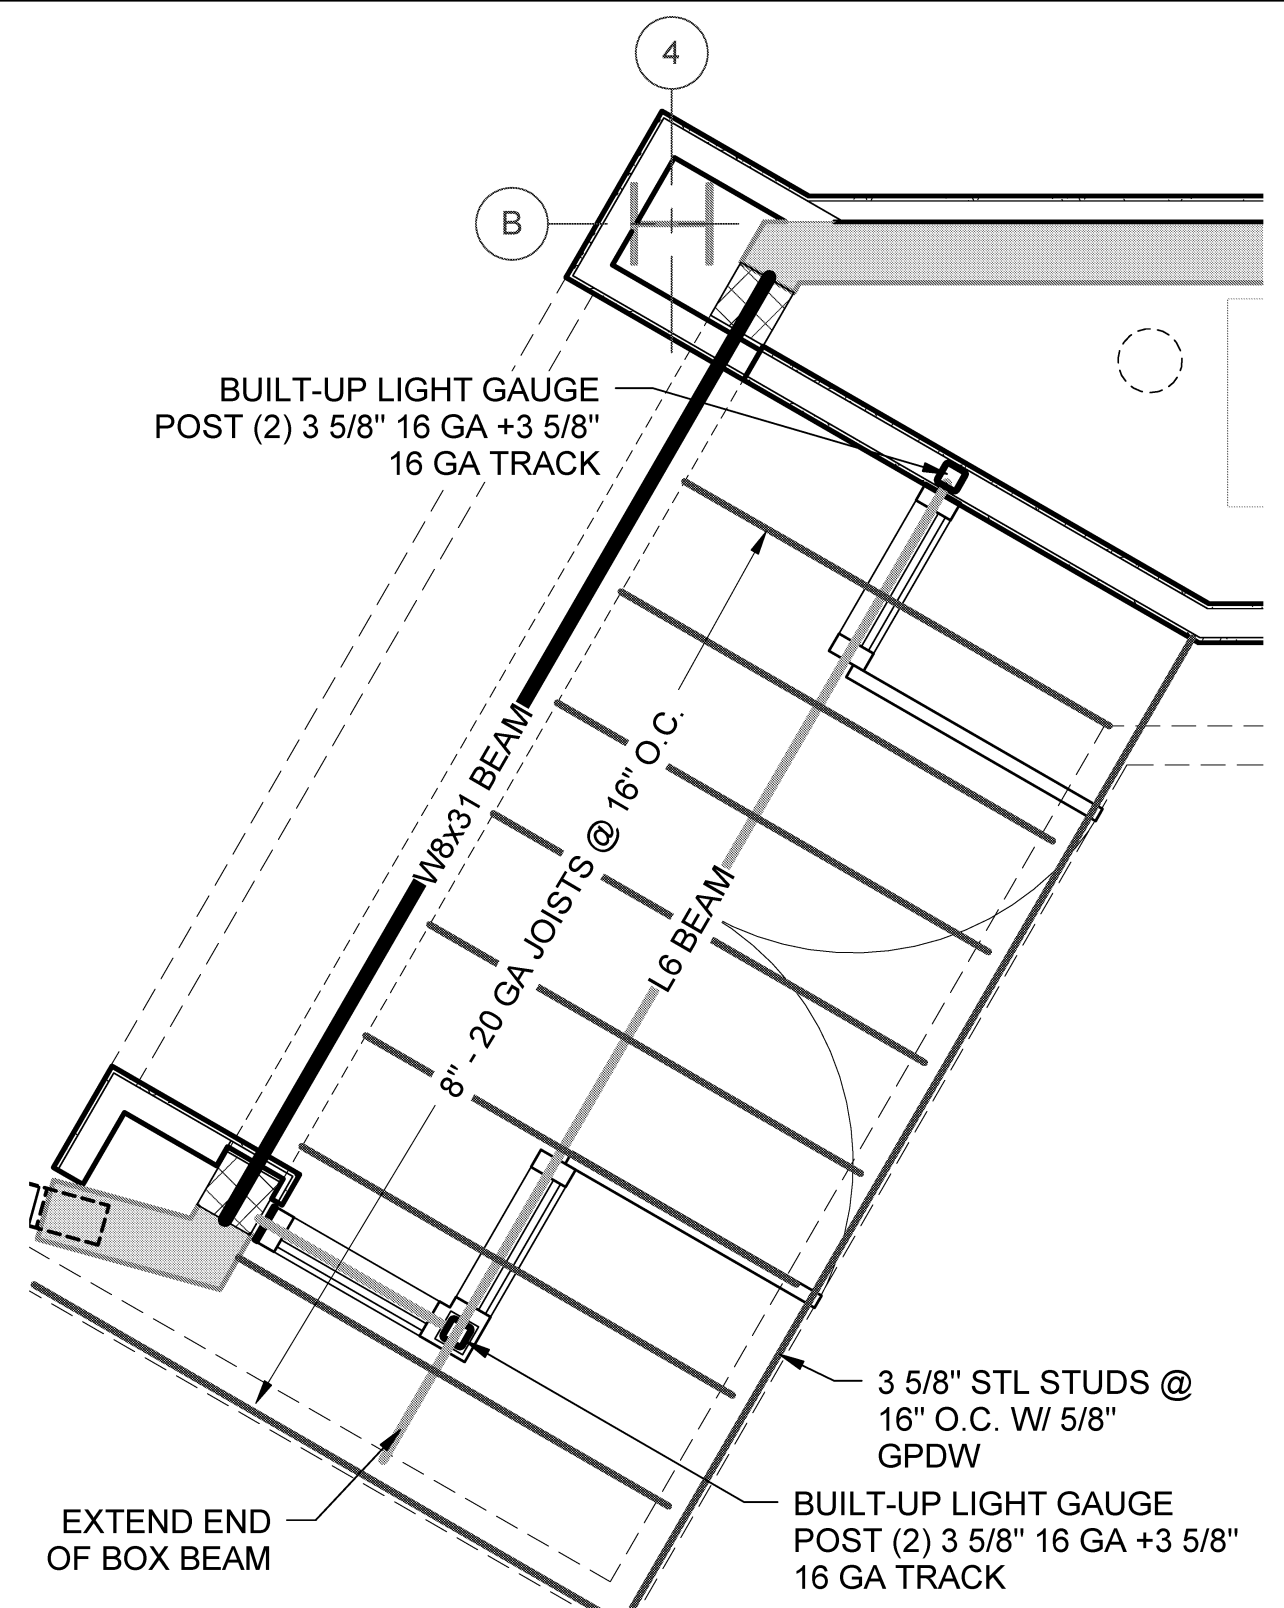 4
B
BUILT-UP LIGHT GAUGE
POST (2) 3 5/8" 16 GA +3 5/8"
16 GA TRACK
W8x31 BEAM
8" - 20 GA JOISTS @ 16" O.C.
L6 BEAM
3 5/8" STL STUDS @
16" O.C. W/ 5/8"
GPDW
BUILT-UP LIGHT GAUGE
POST (2) 3 5/8" 16 GA +3 5/8"
16 GA TRACK
EXTEND END
OF BOX BEAM